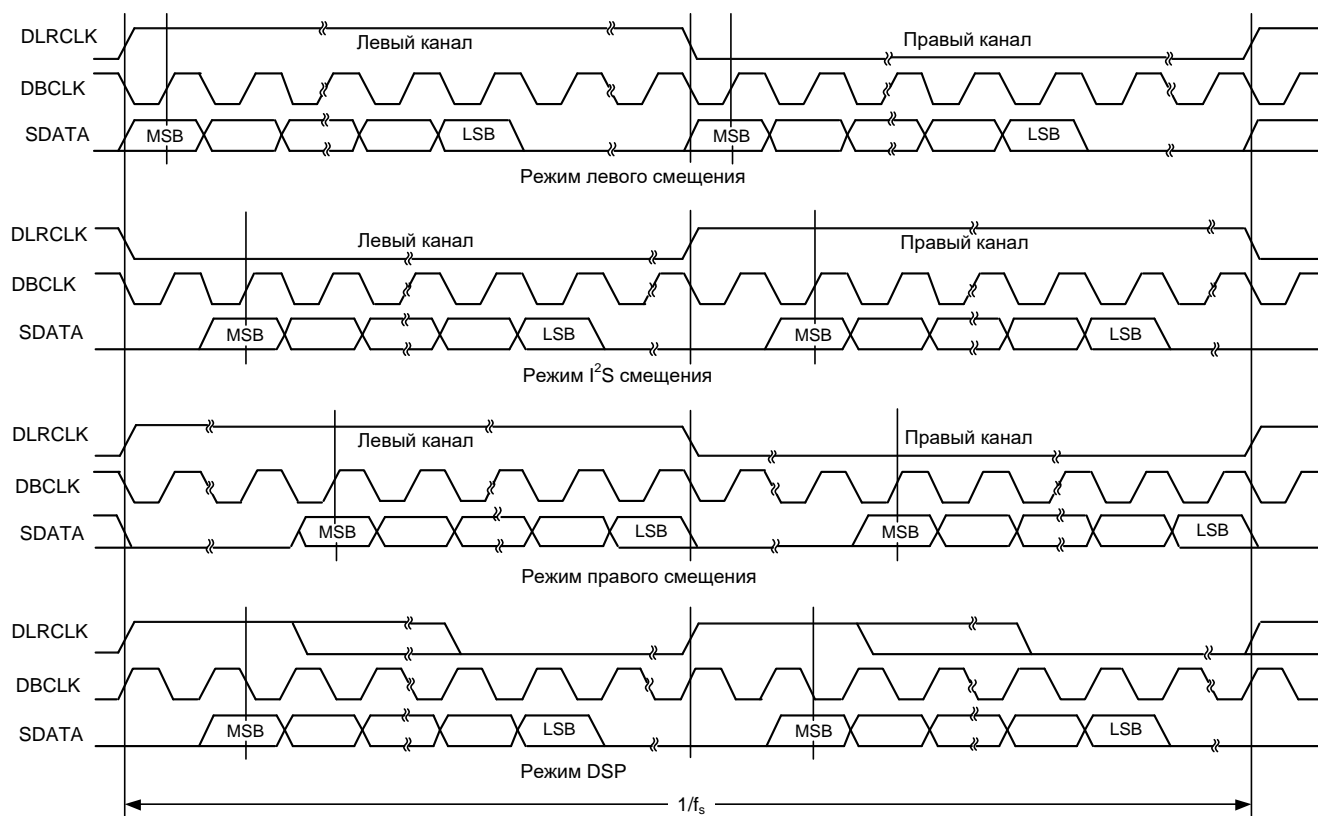 DLRCLK
Левый канал
Правый канал
DBCLK
SDATA
MSB
LSB
MSB
LSB
Режим левого смещения
DLRCLK
Левый канал
Правый канал
DBCLK
SDATA
MSB
LSB
MSB
LSB
Режим I²S смещения
DLRCLK
Левый канал
Правый канал
DBCLK
SDATA
MSB
LSB
MSB
LSB
Режим правого смещения
DLRCLK
DBCLK
SDATA
MSB
LSB
MSB
LSB
Режим DSP
1/fs